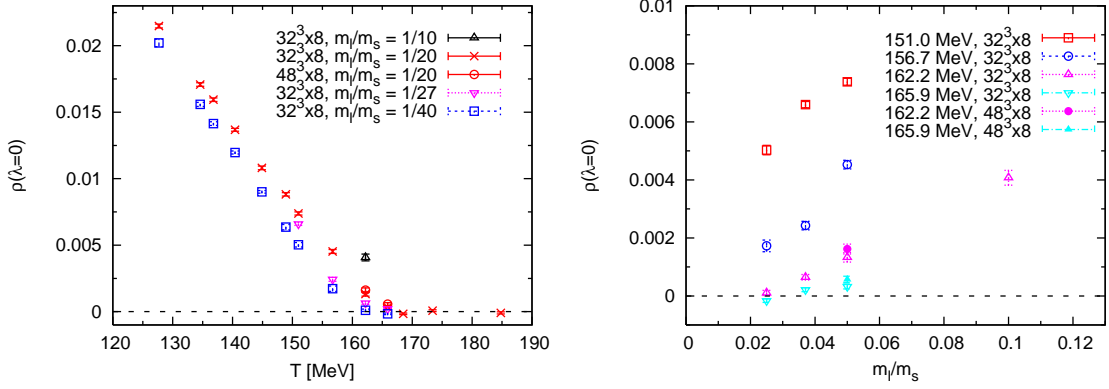 0.02
0.015
0.01
0.005
0
120 130 140 150 160 170 180 190
T [MeV]
ρ(λ=0)
32³x8, m_l/m_s = 1/10
32³x8, m_l/m_s = 1/20
48³x8, m_l/m_s = 1/20
32³x8, m_l/m_s = 1/27
32³x8, m_l/m_s = 1/40
0.01
0.008
0.006
0.004
0.002
0
0.00 0.02 0.04 0.06 0.08 0.1 0.12
m_l/m_s
ρ(λ=0)
151.0 MeV, 32³x8
156.7 MeV, 32³x8
162.2 MeV, 32³x8
165.9 MeV, 32³x8
162.2 MeV, 48³x8
165.9 MeV, 48³x8